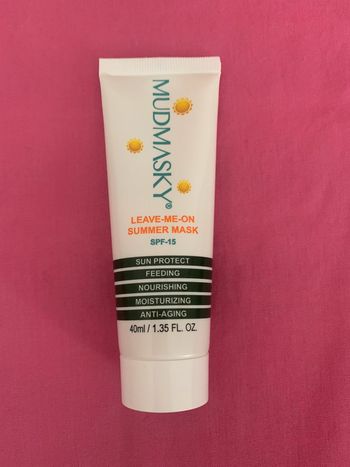 MUDMASKY®
LEAVE-ME-ON
SUMMER MASK
SPF-15
SUN PROTECT
FEEDING
NOURISHING
MOISTURIZING
ANTI-AGING
40ml / 1.35 FL. OZ.